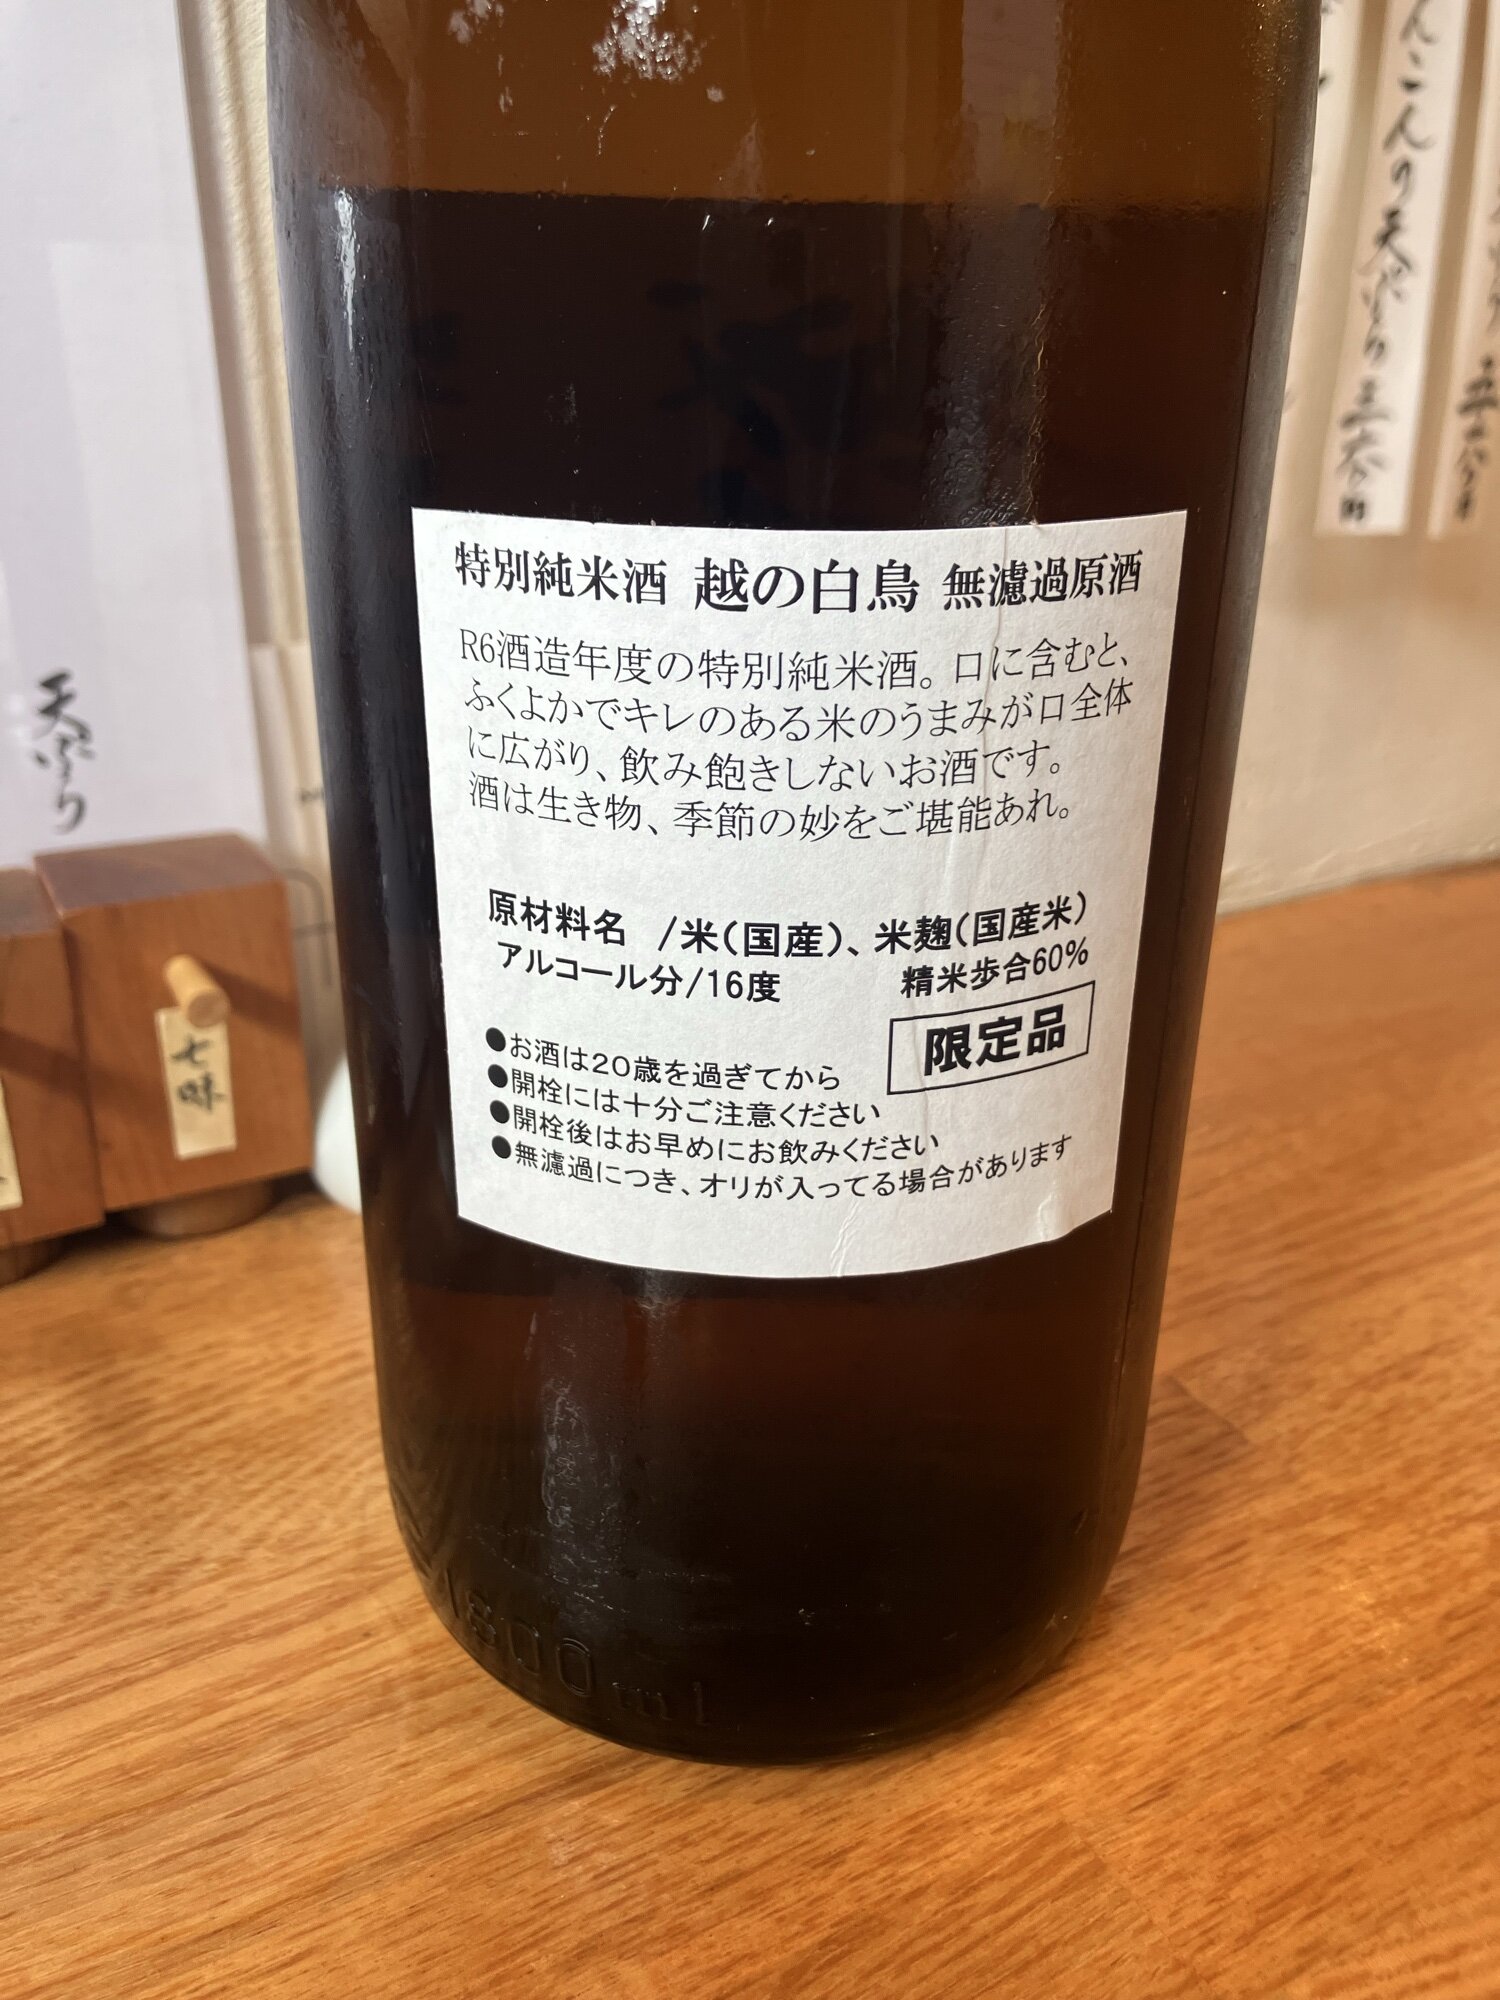 特別純米酒 越の白鳥 無濾過原酒
R6酒造年度の特別純米酒。口に含むと、
ふくよかでキレのある米のうまみが口全体
に広がり、飲み飽きしないお酒です。
酒は生き物、季節の妙をご堪能あれ。
原材料名 /米(国産)、米麹(国産米)
アルコール分/16度 精米歩合60%
限定品
●お酒は20歳を過ぎてから
●開栓には十分ご注意ください
●開栓後はお早めにお飲みください
●無濾過につき、オリが入ってる場合があります
1800ml
天ぷら
七味
んこんの天ぷら